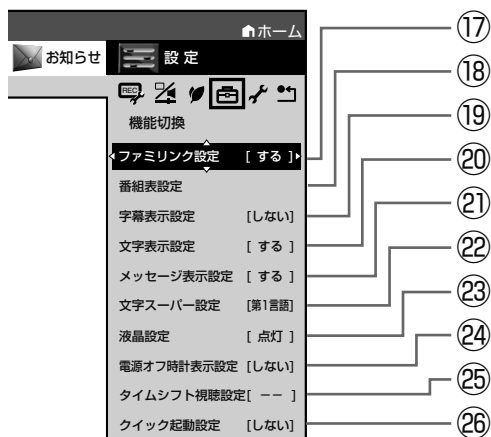 ホーム
お知らせ
設定
REC
機能切換
ファミリンク設定 [ する ]
番組表設定
字幕表示設定 [しない]
文字表示設定 [ する ]
メッセージ表示設定 [ する ]
文字スーパー設定 [第1言語]
液晶設定 [ 点灯 ]
電源オフ時計表示設定 [しない]
タイムシフト視聴設定[ −− ]
クイック起動設定 [しない]
⑰
⑱
⑲
⑳
㉑
㉒
㉓
㉔
㉕
㉖